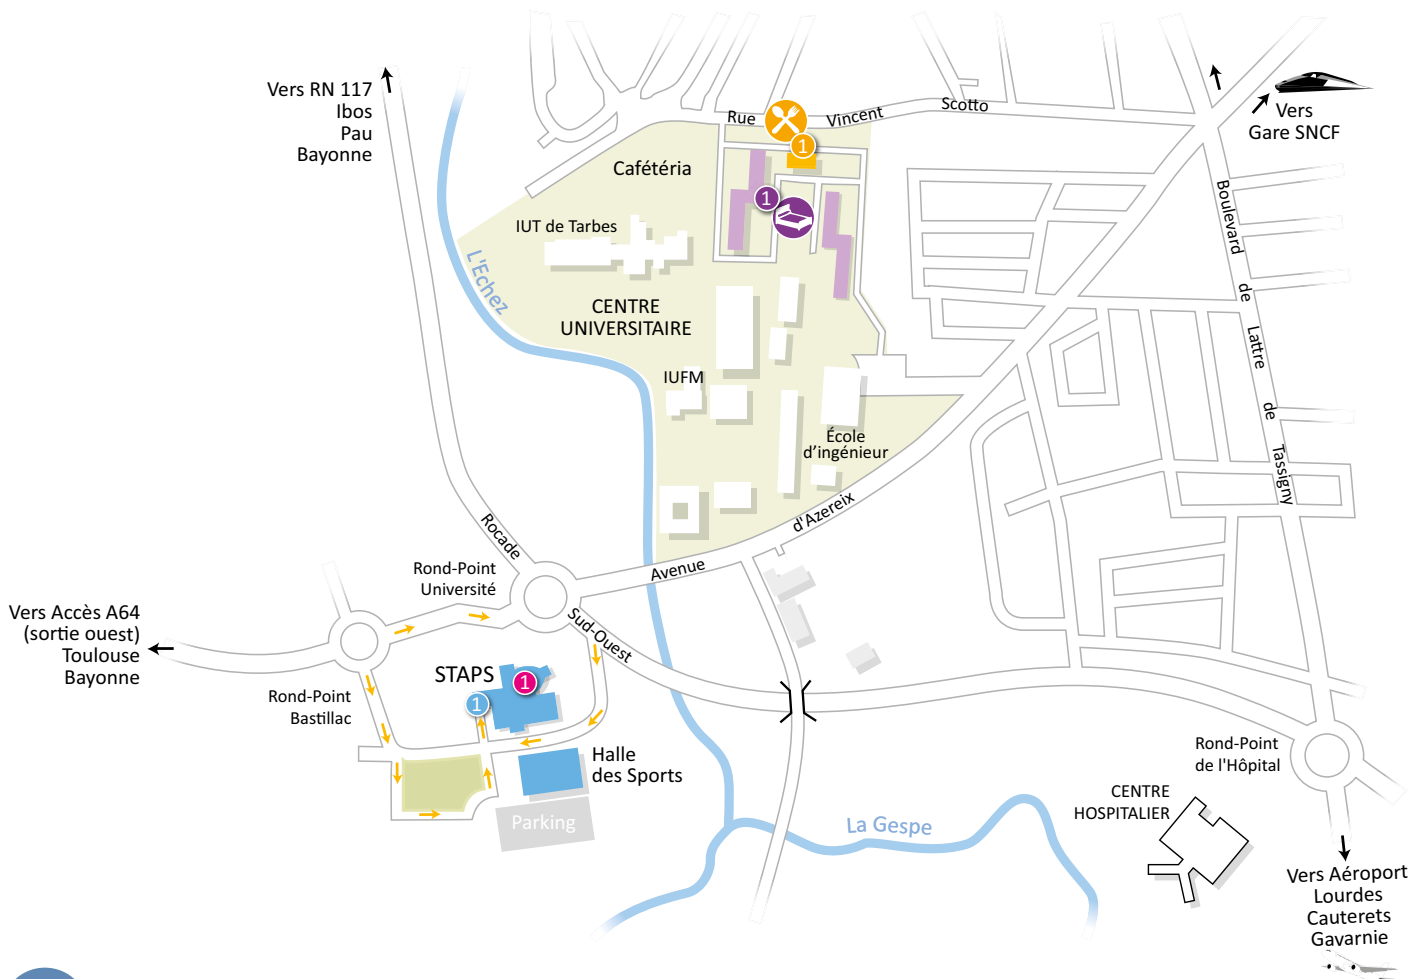 Vers RN 117
Ibos
Pau
Bayonne
Rue
Vincent
Scotto
Vers
Gare SNCF
1
Cafétéria
1
IUT de Tarbes
L'Echez
CENTRE
UNIVERSITAIRE
IUFM
École
d'ingénieur
Boulevard
de
Lattre
de
Tassigny
Rocade
Avenue
d'Azereix
Rond-Point
Université
Sud-Ouest
Vers Accès A64
(sortie ouest)
Toulouse
Bayonne
Rond-Point
Bastillac
STAPS
1
1
Halle
des Sports
Parking
La Gespe
Rond-Point
de l'Hôpital
CENTRE
HOSPITALIER
Vers Aéroport
Lourdes
Cauterets
Gavarnie